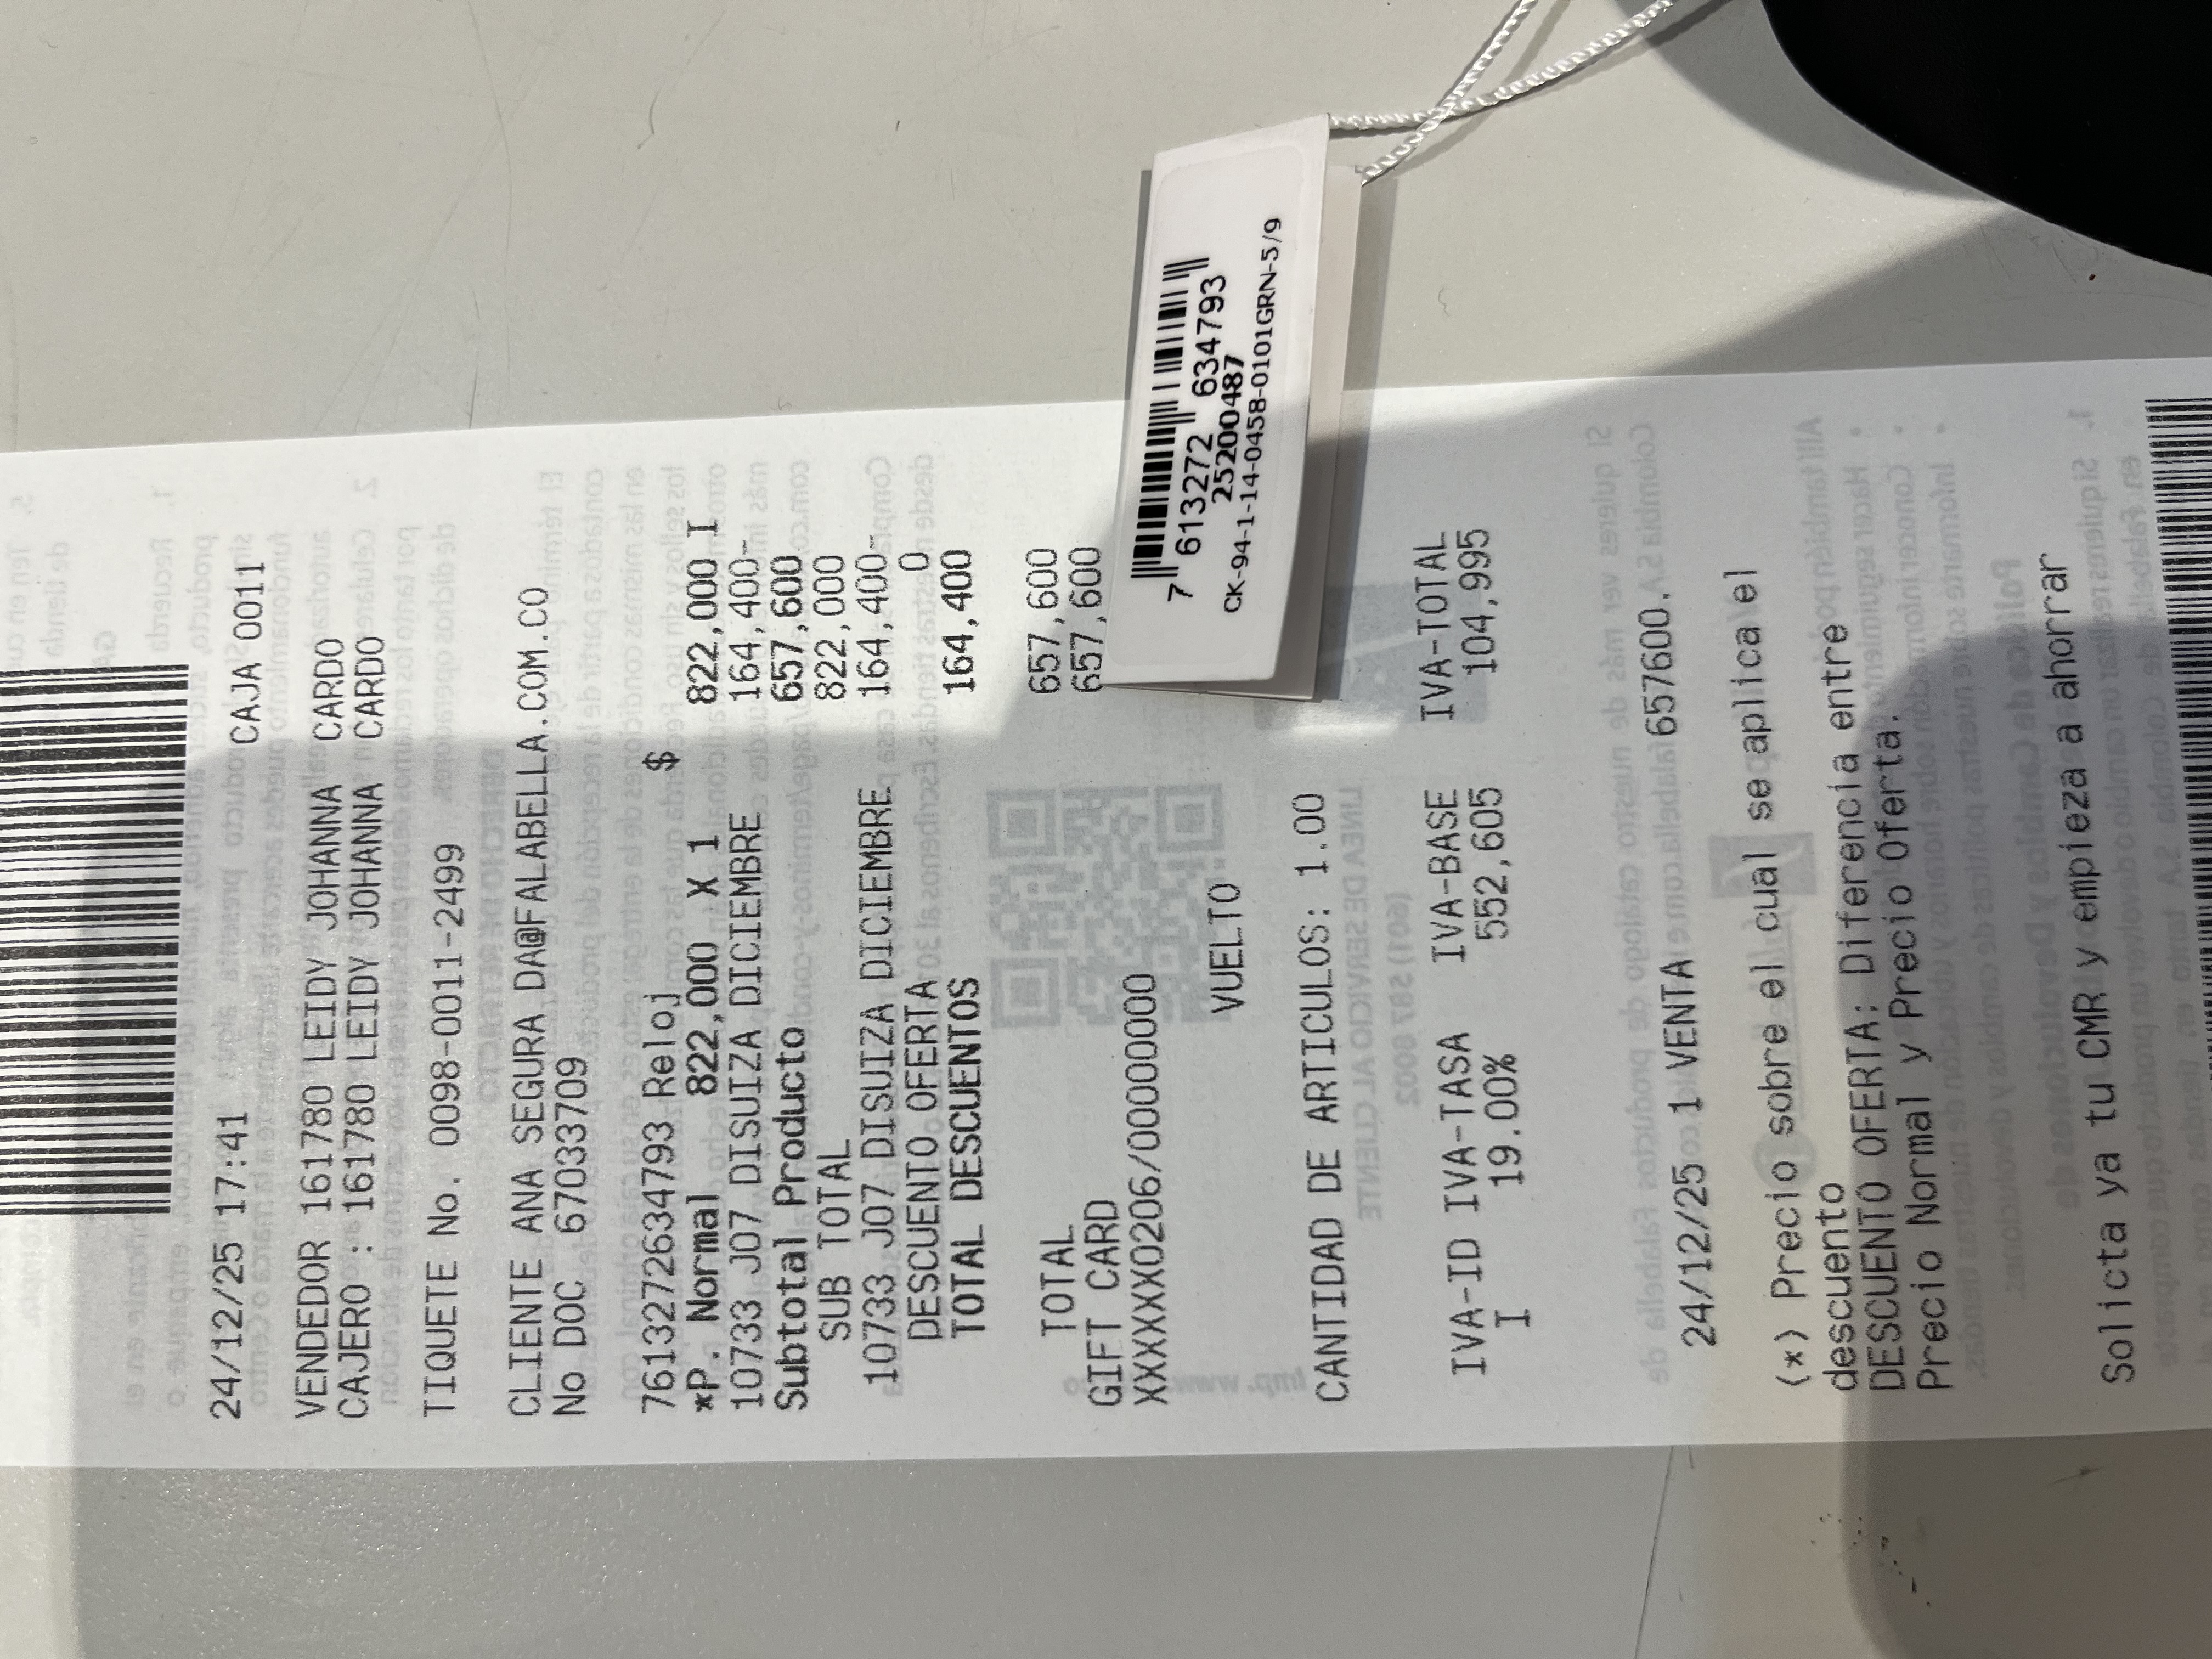 24/12/25 17:41 CAJA 0011
VENDEDOR 161780 LEIDY JOHANNA CARDO
CAJERO : 161780 LEIDY JOHANNA CARDO
TIQUETE No. 0098-0011-2499
CLIENTE ANA SEGURA DA@FALABELLA.COM.CO
No DOC 67033709
7613272634793 Reloj $
*P. Normal 822,000 X 1 822,000 I
10733 J07 DISUIZA DICIEMBRE 164,400-
Subtotal Producto 657,600
SUB TOTAL 822,000
10733 J07 DISUIZA DICIEMBRE 164,400-
DESCUENTO OFERTA 0
TOTAL DESCUENTOS 164,400
TOTAL 657,600
GIFT CARD 657,600
XXXXXX0206/00000000
VUELTO
CANTIDAD DE ARTICULOS: 1.00
IVA-ID IVA-TASA IVA-BASE IVA-TOTAL
I 19.00% 552,605 104,995
24/12/25 1 VENTA 657600.
(*) Precio sobre el cual se aplica el
descuento
DESCUENTO OFERTA: Diferencia entre
Precio Normal y Precio Oferta.
Solicta ya tu CMR y empieza a ahorrar
7 613272 634793
25200487
CK-94-1-14-0458-0101GRN-5/9